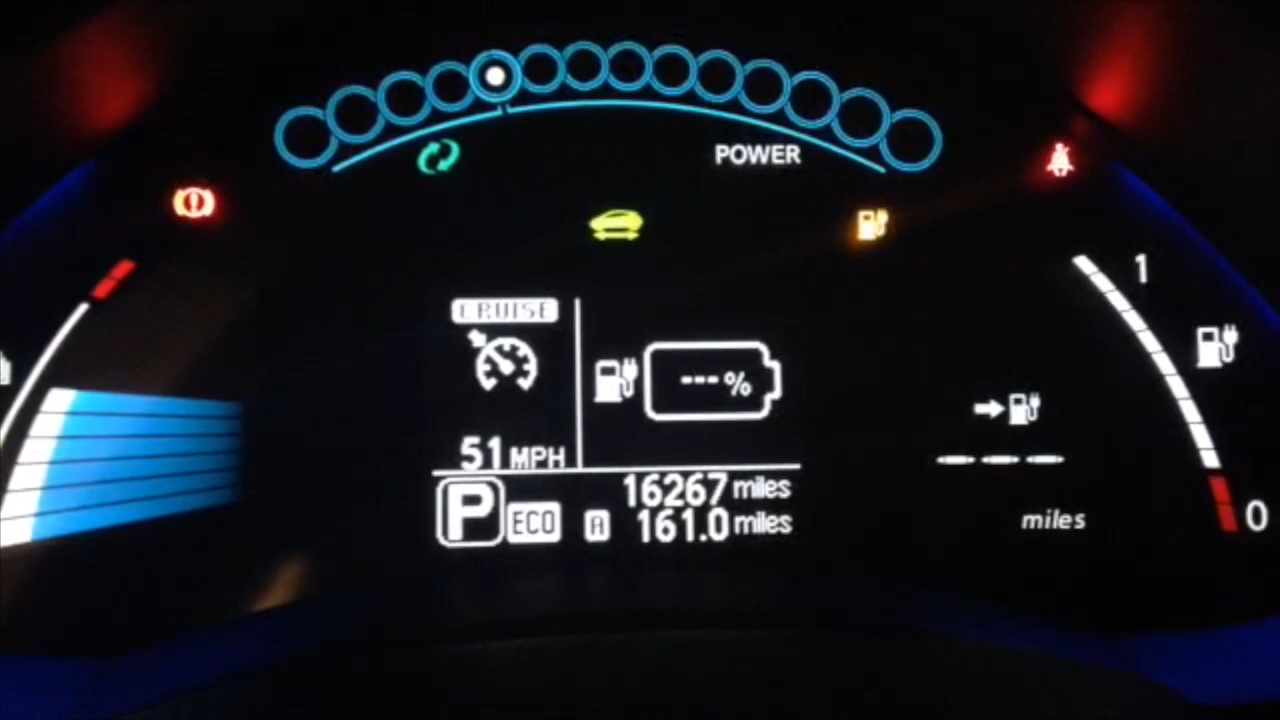 POWER
1
CRUISE
---%
51 MPH
---
P ECO
16267 miles
A 161.0 miles
miles
0